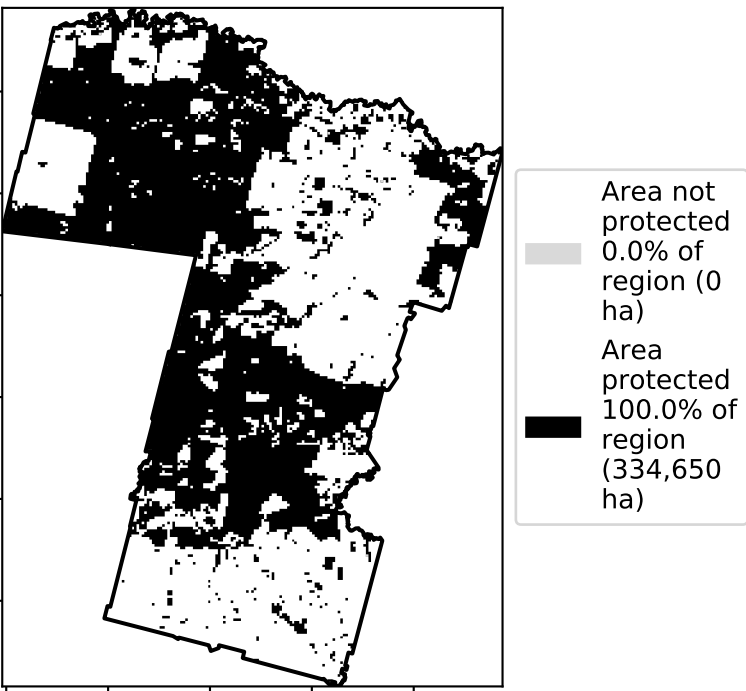 Area not
protected
0.0% of
region (0
ha)
Area
protected
100.0% of
region
(334,650
ha)